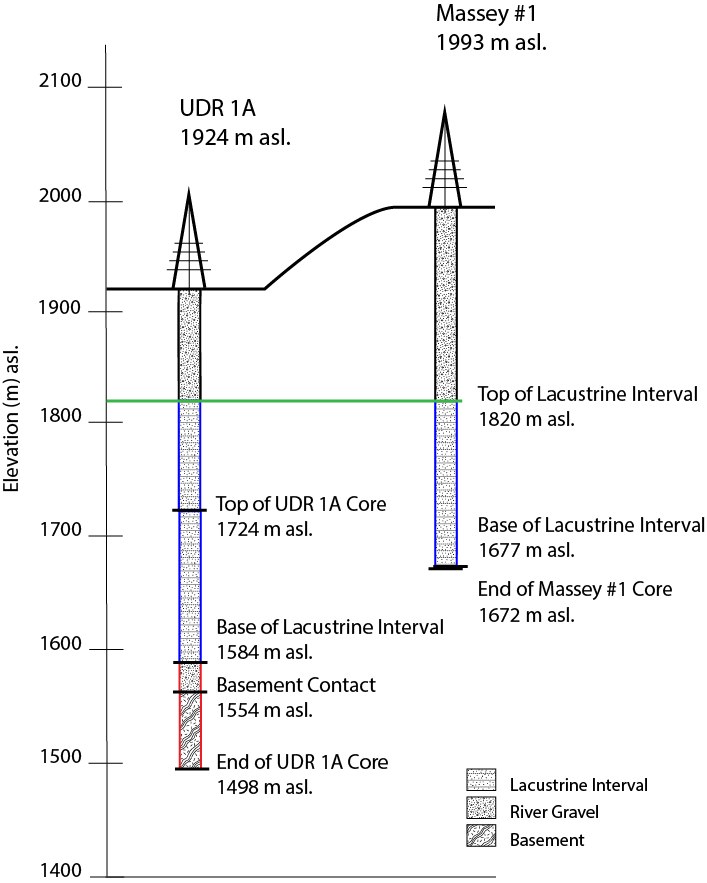 Massey #1
1993 m asl.
UDR 1A
1924 m asl.
2100
2000
1900
1800
1700
1600
1500
1400
Elevation (m) asl.
Top of Lacustrine Interval
1820 m asl.
Top of UDR 1A Core
1724 m asl.
Base of Lacustrine Interval
1677 m asl.
End of Massey #1 Core
1672 m asl.
Base of Lacustrine Interval
1584 m asl.
Basement Contact
1554 m asl.
End of UDR 1A Core
1498 m asl.
Lacustrine Interval
River Gravel
Basement